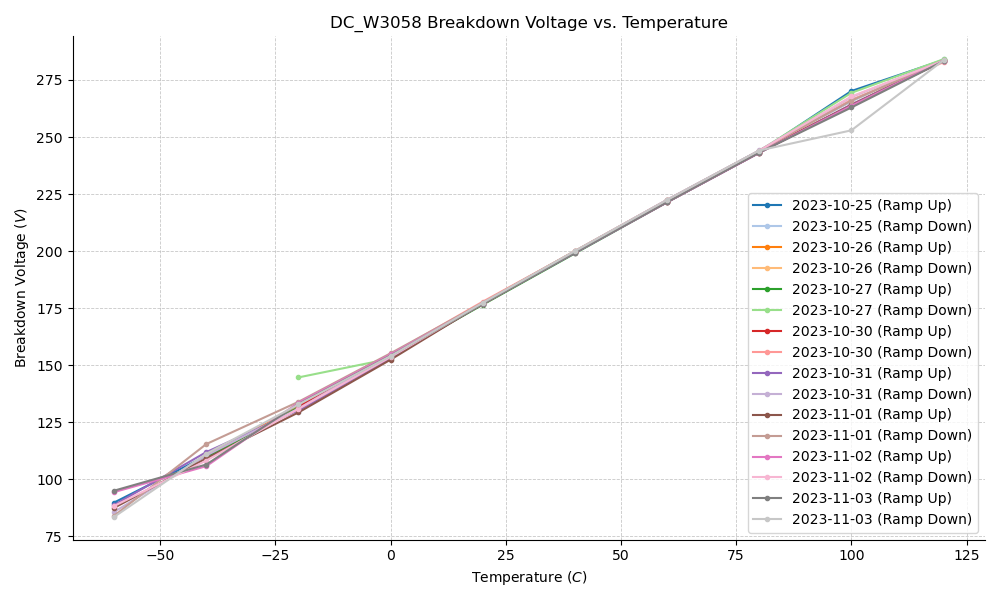 DC_W3058 Breakdown Voltage vs. Temperature
Breakdown Voltage (V)
275
250
225
200
175
150
125
100
75
2023-10-25 (Ramp Up)
2023-10-25 (Ramp Down)
2023-10-26 (Ramp Up)
2023-10-26 (Ramp Down)
2023-10-27 (Ramp Up)
2023-10-27 (Ramp Down)
2023-10-30 (Ramp Up)
2023-10-30 (Ramp Down)
2023-10-31 (Ramp Up)
2023-10-31 (Ramp Down)
2023-11-01 (Ramp Up)
2023-11-01 (Ramp Down)
2023-11-02 (Ramp Up)
2023-11-02 (Ramp Down)
2023-11-03 (Ramp Up)
2023-11-03 (Ramp Down)
−50 −25 0 25 50 75 100 125
Temperature (C)